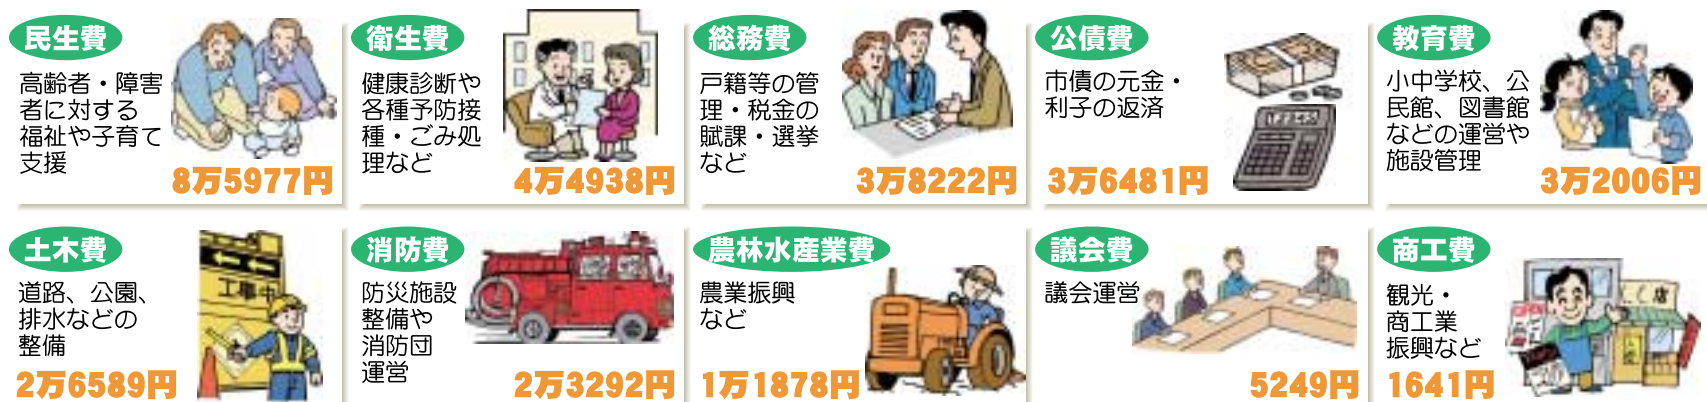 民生費
高齢者・障害
者に対する
福祉や子育て
支援
8万5977円
衛生費
健康診断や
各種予防接
種・ごみ処
理など
4万4938円
総務費
戸籍等の管
理・税金の
賦課・選挙
など
3万8222円
公債費
市債の元金・
利子の返済
3万6481円
教育費
小中学校、公
民館、図書館
などの運営や
施設管理
3万2006円
土木費
道路、公園、
排水などの
整備
工事中
2万6589円
消防費
防災施設
整備や
消防団
運営
2万3292円
農林水産業費
農業振興
など
1万1878円
議会費
議会運営
5249円
商工費
観光・
商工業
振興など
1641円